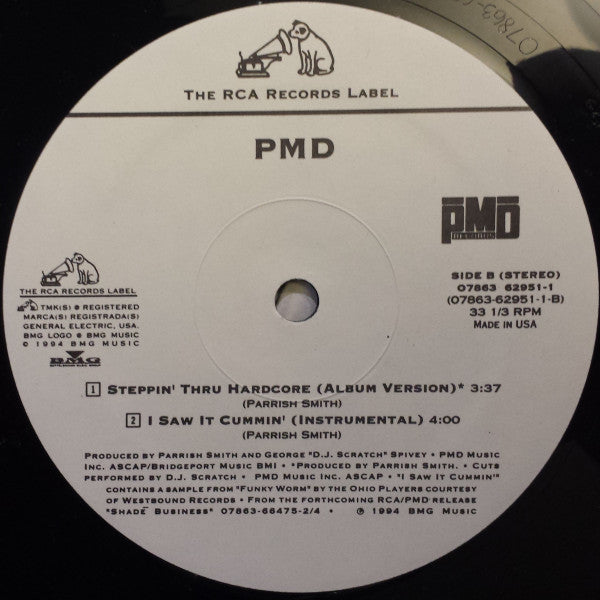 07863-
THE RCA RECORDS LABEL
PMD
PMD
RECORDS
THE RCA RECORDS LABEL
TMK(S) ® REGISTERED
MARCA(S) REGISTRADA(S)
GENERAL ELECTRIC, USA.
BMG LOGO ® BMG MUSIC
© 1994 BMG MUSIC
BMG
SIDE B (STEREO)
07863 62951-1
(07863-62951-1-B)
33 1/3 RPM
MADE IN USA
1 STEPPIN' THRU HARDCORE (ALBUM VERSION)* 3:37
(PARRISH SMITH)
2 I SAW IT CUMMIN' (INSTRUMENTAL) 4:00
(PARRISH SMITH)
PRODUCED BY PARRISH SMITH AND GEORGE "D.J. SCRATCH" SPIVEY • PMD MUSIC
INC. ASCAP/BRIDGEPORT MUSIC BMI • *PRODUCED BY PARRISH SMITH. • CUTS
PERFORMED BY D.J. SCRATCH • PMD MUSIC INC. ASCAP • "I SAW IT CUMMIN'"
CONTAINS A SAMPLE FROM "FUNKY WORM" BY THE OHIO PLAYERS COURTESY
OF WESTBOUND RECORDS • FROM THE FORTHCOMING RCA/PMD RELEASE
"SHADĒ BUSINESS" 07863-66475-2/4 • ℗ 1994 BMG MUSIC